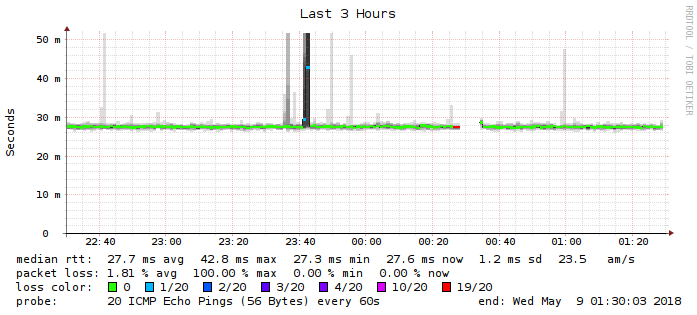 Last 3 Hours
RRDTOOL / TOBI OETIKER
Seconds
50 m
40 m
30 m
20 m
10 m
0
22:40 23:00 23:20 23:40 00:00 00:20 00:40 01:00 01:20
median rtt: 27.7 ms avg 42.8 ms max 27.3 ms min 27.6 ms now 1.2 ms sd 23.5 am/s
packet loss: 1.81 % avg 100.00 % max 0.00 % min 0.00 % now
loss color: 0 1/20 2/20 3/20 4/20 10/20 19/20
probe: 20 ICMP Echo Pings (56 Bytes) every 60s end: Wed May 9 01:30:03 2018